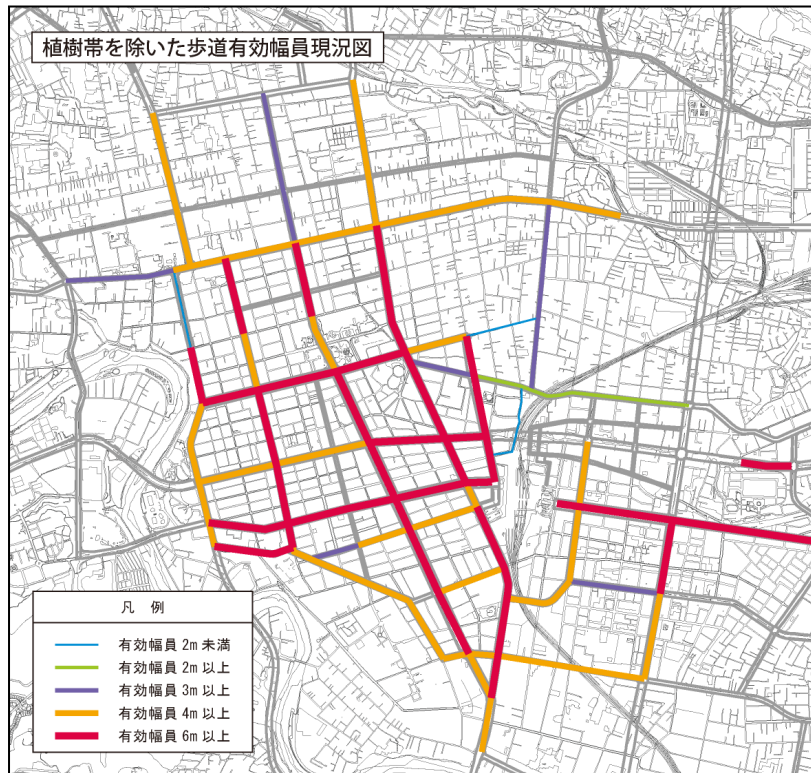 植樹帯を除いた歩道有効幅員現況図
凡 例
有効幅員 2m 未満
有効幅員 2m 以上
有効幅員 3m 以上
有効幅員 4m 以上
有効幅員 6m 以上